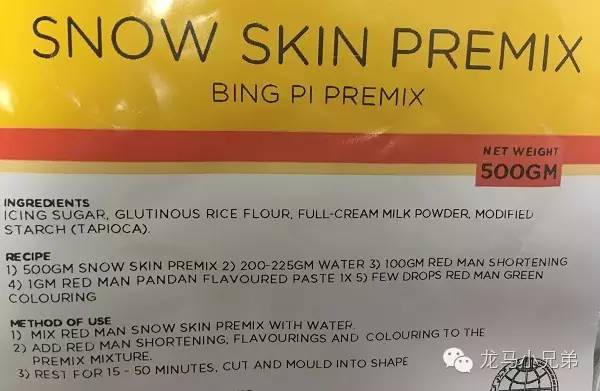 SNOW SKIN PREMIX
BING PI PREMIX
NET WEIGHT
500GM
INGREDIENTS
ICING SUGAR, GLUTINOUS RICE FLOUR, FULL-CREAM MILK POWDER, MODIFIED
STARCH (TAPIOCA).
RECIPE
1) 500GM SNOW SKIN PREMIX 2) 200-225GM WATER 3) 100GM RED MAN SHORTENING
4) 1GM RED MAN PANDAN FLAVOURED PASTE 1X 5) FEW DROPS RED MAN GREEN
COLOURING
METHOD OF USE
1) MIX RED MAN SNOW SKIN PREMIX WITH WATER.
2) ADD RED MAN SHORTENING, FLAVOURINGS AND COLOURING TO THE
PREMIX MIXTURE.
3) REST FOR 15 - 50 MINUTES, CUT AND MOULD INTO SHAPE
龙马小兄弟